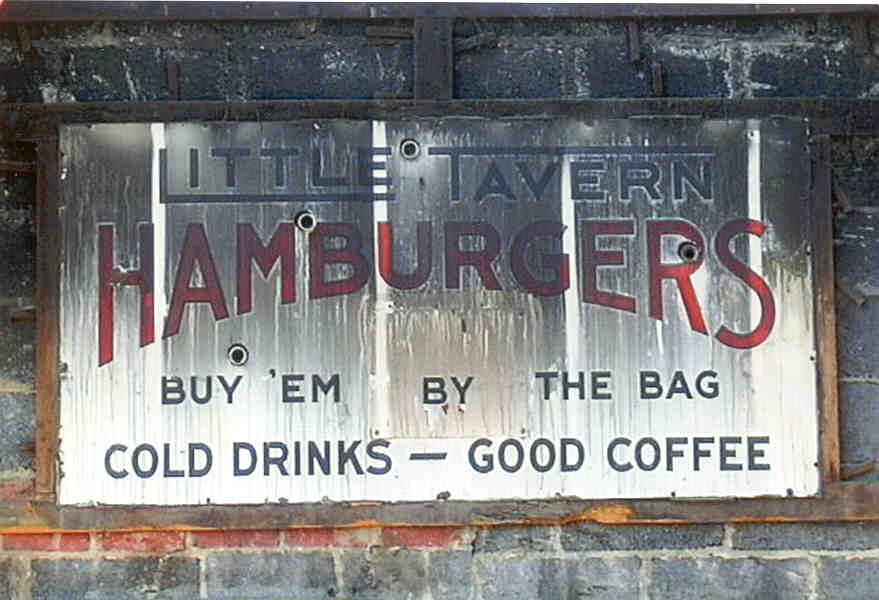 LITTLE TAVERN
HAMBURGERS
BUY 'EM BY THE BAG
COLD DRINKS — GOOD COFFEE